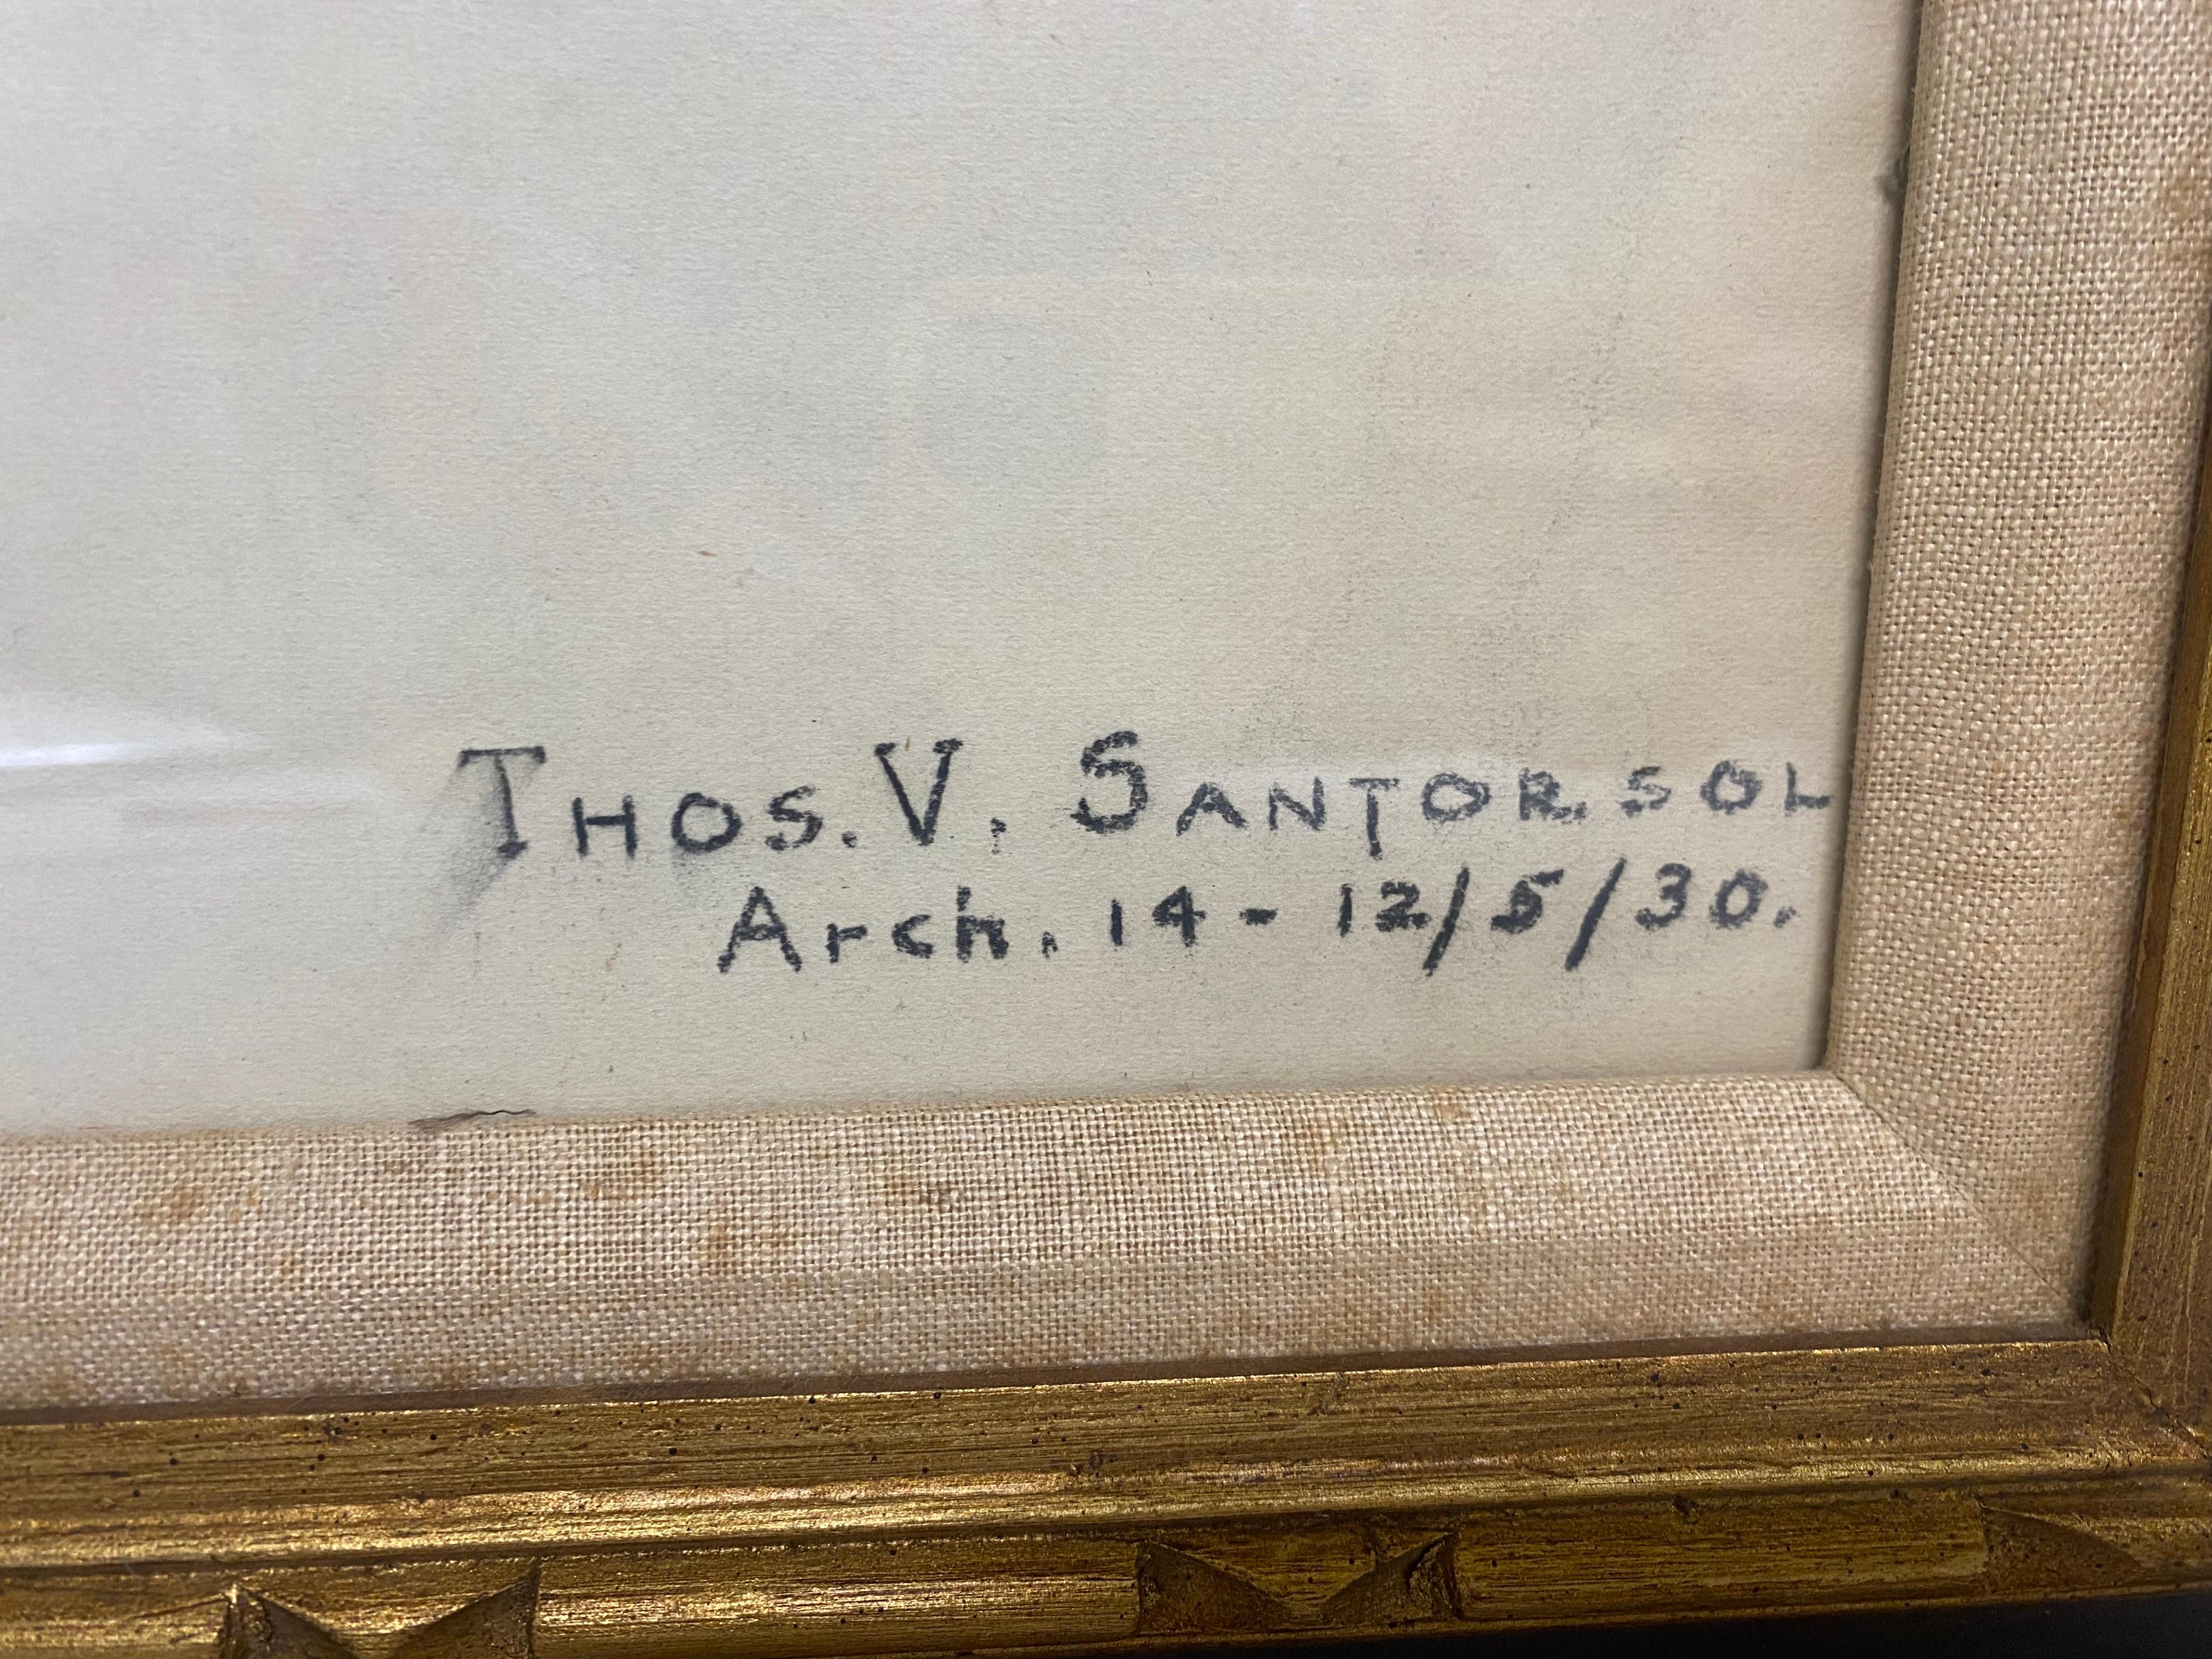 THOS. V. SANTORSOL
Arch. 14 - 12/5/30.